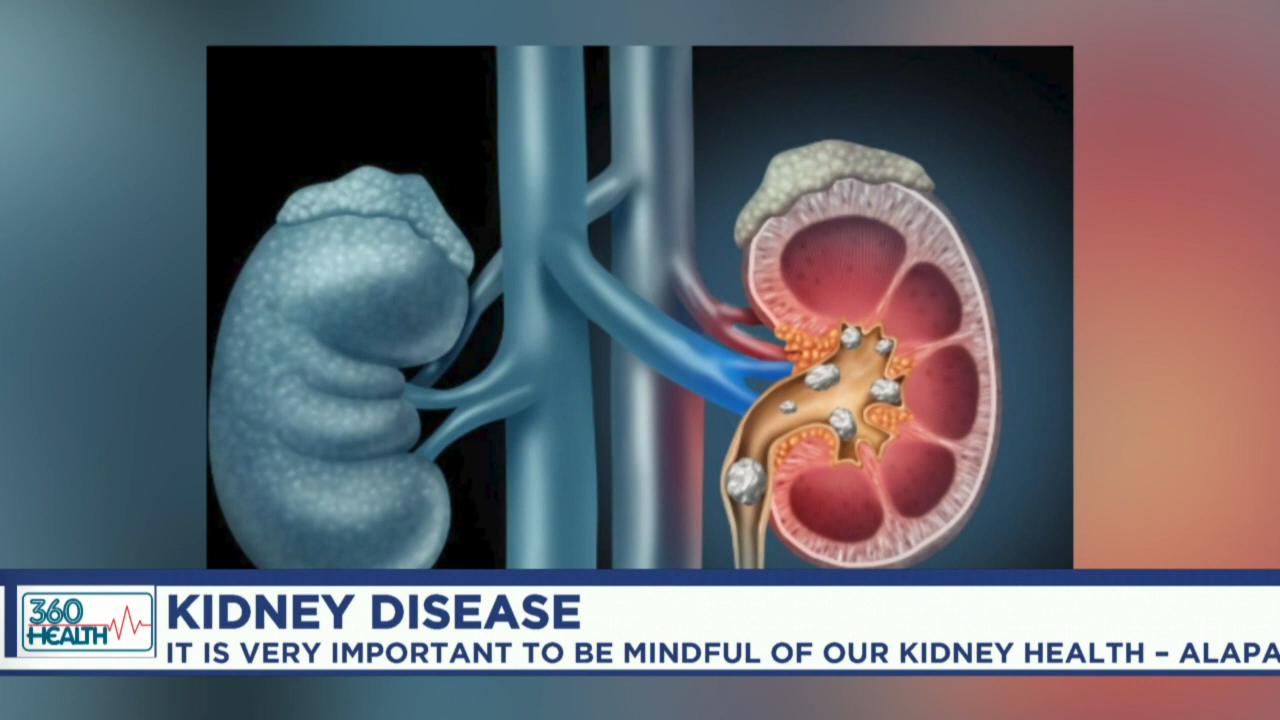 360
HEALTH
KIDNEY DISEASE
IT IS VERY IMPORTANT TO BE MINDFUL OF OUR KIDNEY HEALTH – ALAPA